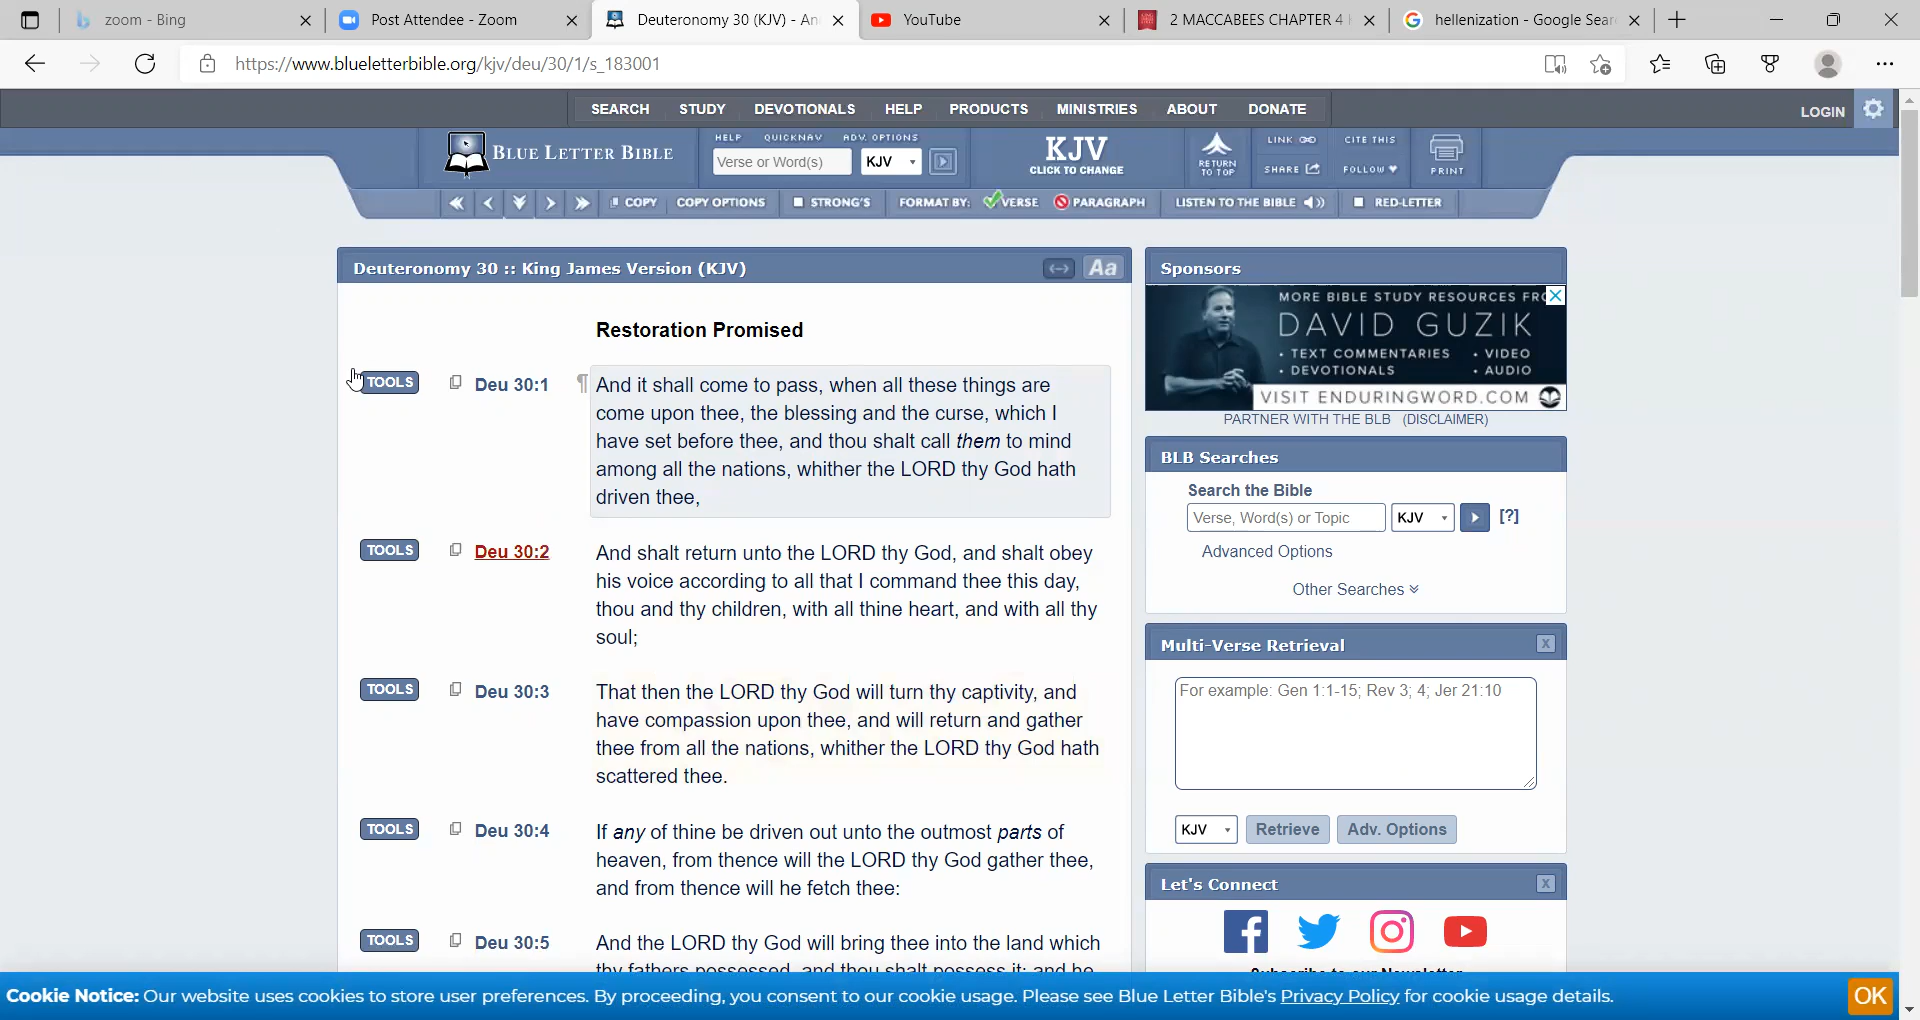 zoom - Bing
Post Attendee - Zoom
Deuteronomy 30 (KJV) - An
YouTube
2 MACCABEES CHAPTER 4
hellenization - Google Sear
https://www.blueletterbible.org/kjv/deu/30/1/s_183001
SEARCH STUDY DEVOTIONALS HELP PRODUCTS MINISTRIES ABOUT DONATE
LOGIN
BLUE LETTER BIBLE
HELP QUICKNAV ADV. OPTIONS
Verse or Word(s) KJV
KJV
CLICK TO CHANGE
RETURN
TO TOP
LINK CITE THIS
SHARE FOLLOW
PRINT
COPY COPY OPTIONS STRONG'S FORMAT BY: VERSE PARAGRAPH LISTEN TO THE BIBLE RED-LETTER
Deuteronomy 30 :: King James Version (KJV)
Aa
Restoration Promised
TOOLS Deu 30:1 ¶ And it shall come to pass, when all these things are
come upon thee, the blessing and the curse, which I
have set before thee, and thou shalt call them to mind
among all the nations, whither the LORD thy God hath
driven thee,
TOOLS Deu 30:2 And shalt return unto the LORD thy God, and shalt obey
his voice according to all that I command thee this day,
thou and thy children, with all thine heart, and with all thy
soul;
TOOLS Deu 30:3 That then the LORD thy God will turn thy captivity, and
have compassion upon thee, and will return and gather
thee from all the nations, whither the LORD thy God hath
scattered thee.
TOOLS Deu 30:4 If any of thine be driven out unto the outmost parts of
heaven, from thence will the LORD thy God gather thee,
and from thence will he fetch thee:
TOOLS Deu 30:5 And the LORD thy God will bring thee into the land which
thy fathers possessed, and thou shalt possess it; and he
Sponsors
MORE BIBLE STUDY RESOURCES FRO
DAVID GUZIK
• TEXT COMMENTARIES • VIDEO
• DEVOTIONALS • AUDIO
VISIT ENDURINGWORD.COM
PARTNER WITH THE BLB (DISCLAIMER)
BLB Searches
Search the Bible
Verse, Word(s) or Topic KJV [?]
Advanced Options
Other Searches
Multi-Verse Retrieval X
For example: Gen 1:1-15; Rev 3; 4; Jer 21:10
KJV Retrieve Adv. Options
Let's Connect X
Subscribe to our Newsletter
Cookie Notice: Our website uses cookies to store user preferences. By proceeding, you consent to our cookie usage. Please see Blue Letter Bible's Privacy Policy for cookie usage details.
OK